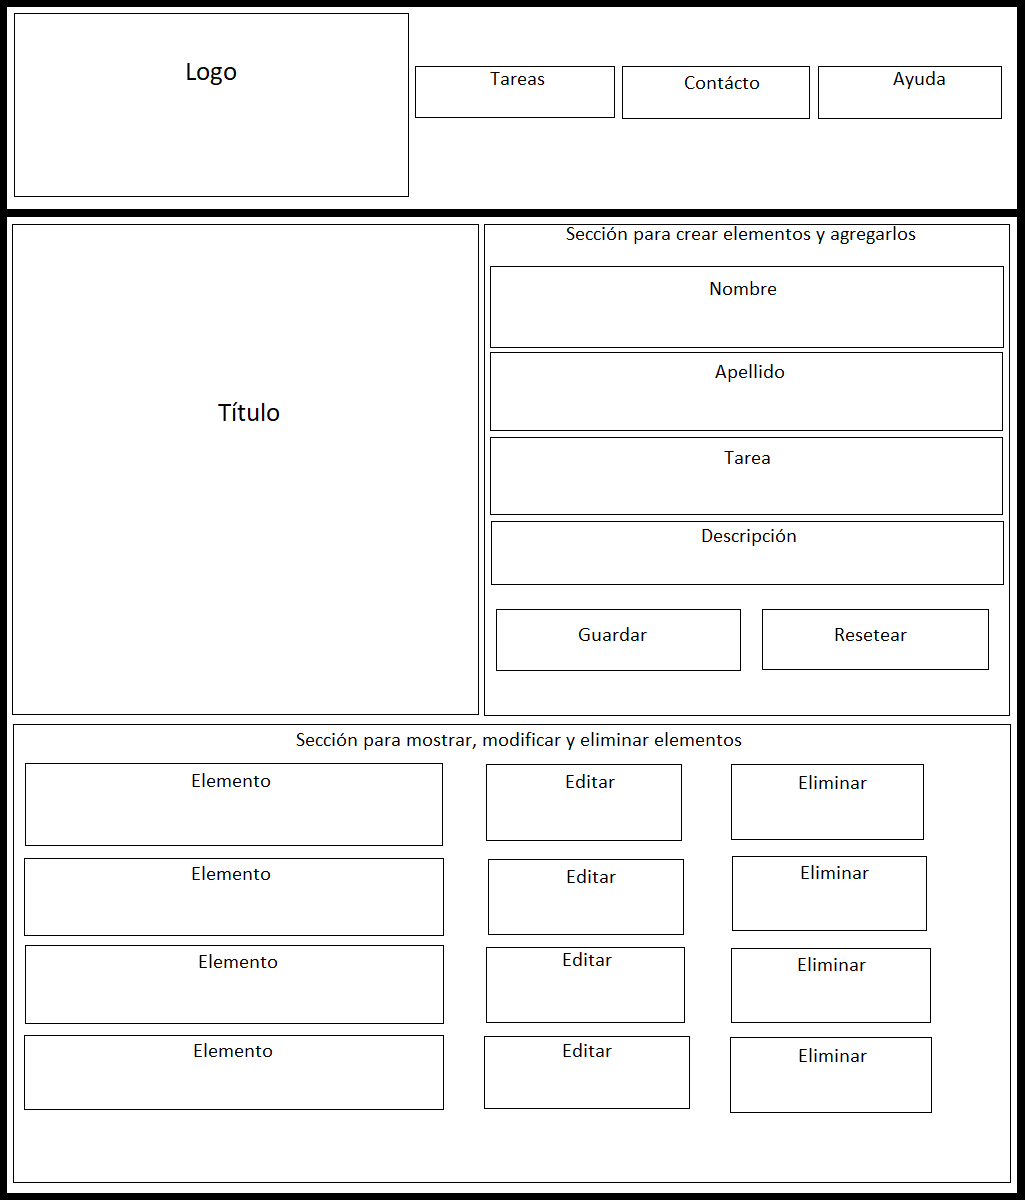 Logo
Tareas
Contácto
Ayuda
Título
Sección para crear elementos y agregarlos
Nombre
Apellido
Tarea
Descripción
Guardar
Resetear
Sección para mostrar, modificar y eliminar elementos
Elemento
Editar
Eliminar
Elemento
Editar
Eliminar
Elemento
Editar
Eliminar
Elemento
Editar
Eliminar